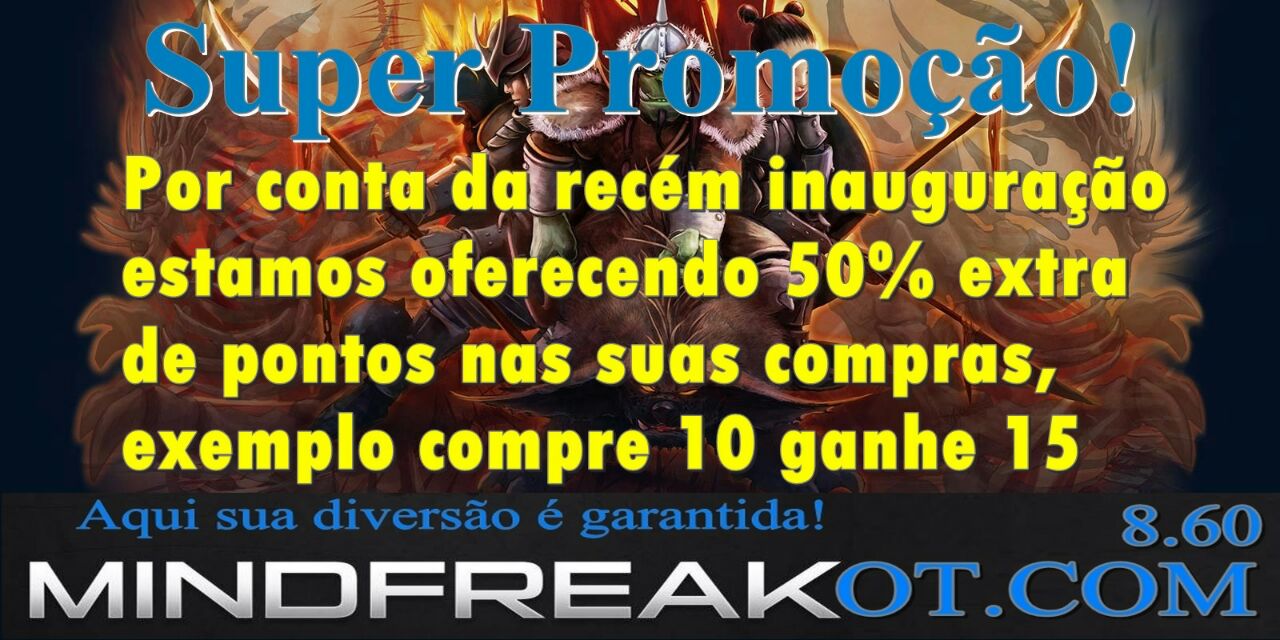 Super Promoção!
Por conta da recém inauguração
estamos oferecendo 50% extra
de pontos nas suas compras,
exemplo compre 10 ganhe 15
Aqui sua diversão é garantida!
8.60
MINDFREAKOT.COM